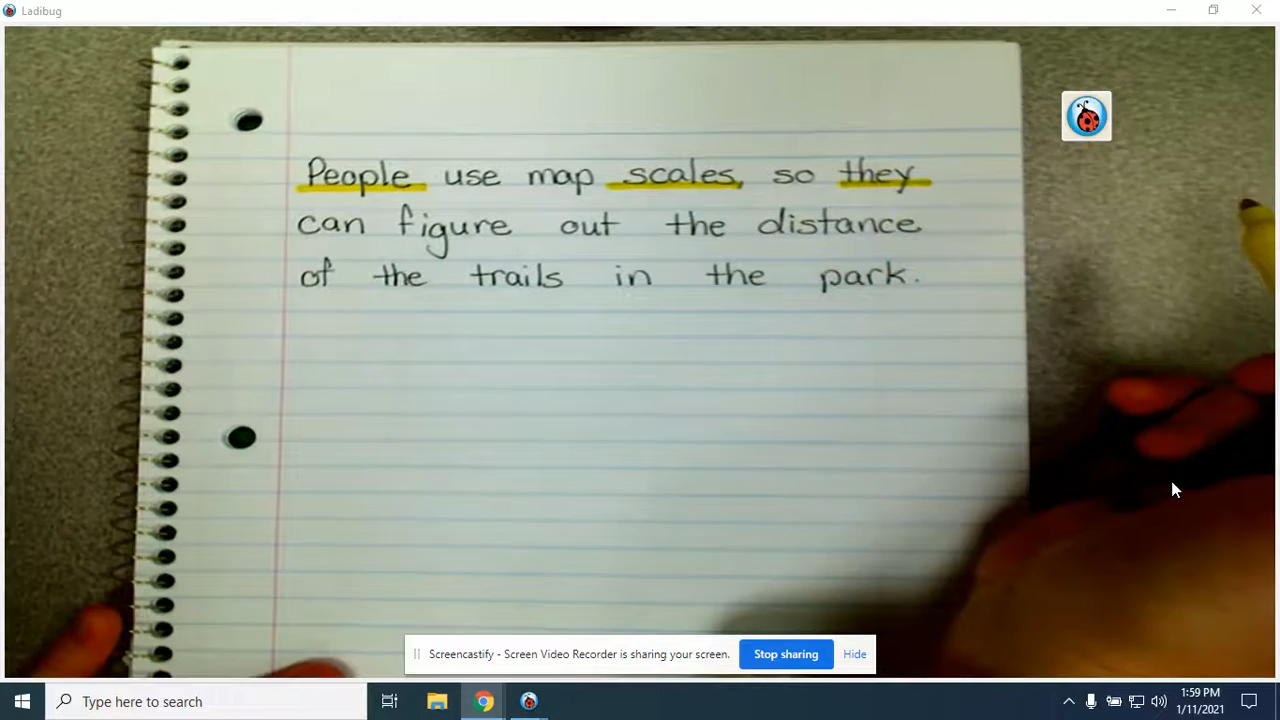 Ladibug
People use map scales, so they
can figure out the distance
of the trails in the park.
Screencastify - Screen Video Recorder is sharing your screen.
Stop sharing
Hide
Type here to search
1:59 PM
1/11/2021